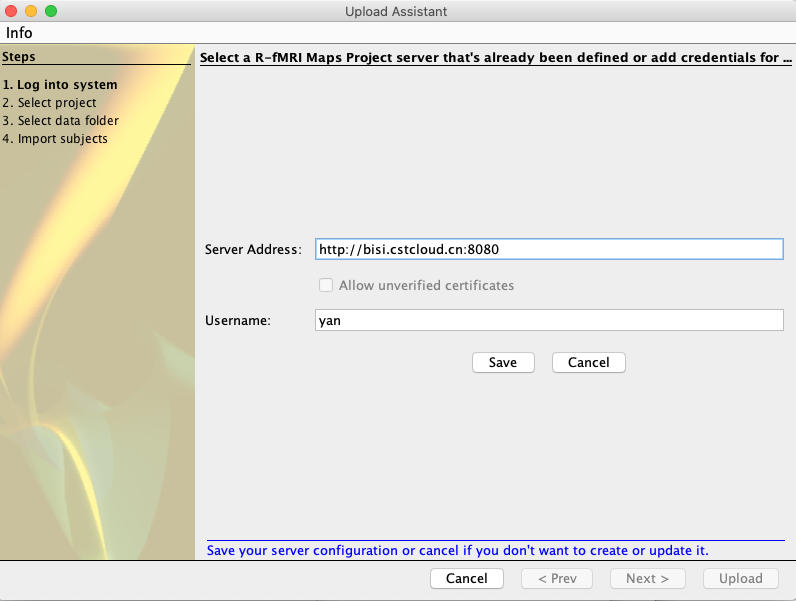 Upload Assistant
Info
Steps
1. Log into system
2. Select project
3. Select data folder
4. Import subjects
Select a R-fMRI Maps Project server that's already been defined or add credentials for ...
Server Address: http://bisi.cstcloud.cn:8080
Allow unverified certificates
Username: yan
Save Cancel
Save your server configuration or cancel if you don't want to create or update it.
Cancel < Prev Next > Upload